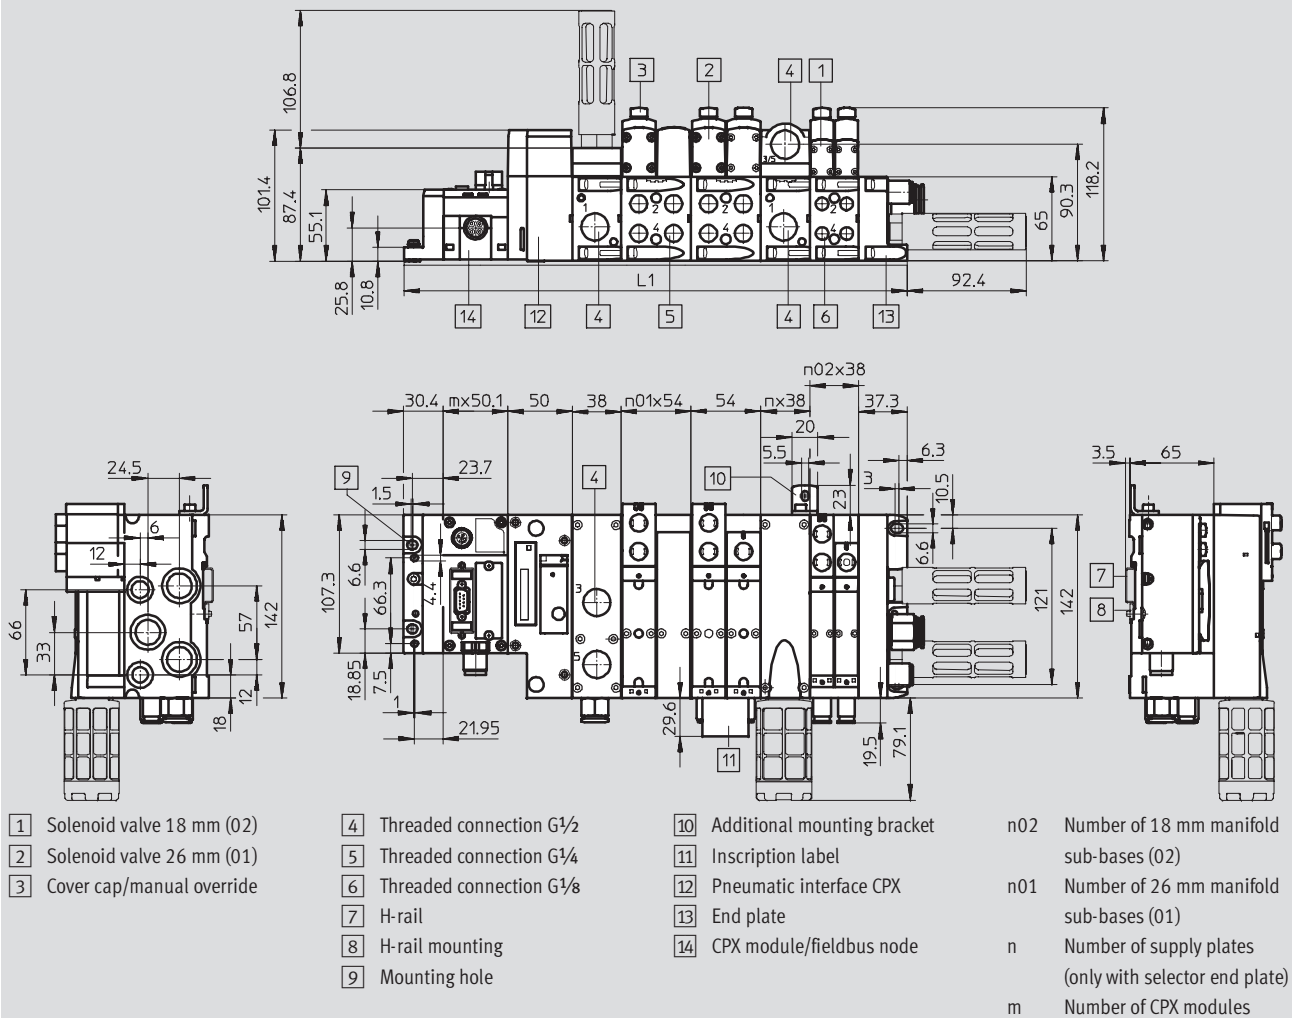 106.8
101.4
87.4
55.1
25.8
10.8
3
2
4
1
3/5
1
2
4
2
4
1
2
4
65
90.3
118.2
L1
92.4
14
12
4
5
4
6
13
n02x38
30.4
mx50.1
50
38
n01x54
54
nx38
37.3
20
5.5
6.3
3
10.5
23
6.6
23.7
1.5
9
4
10
107.3
6.6
66.3
4.4
18.85
7.5
1
21.95
3
5
29.6
11
19.5
79.1
121
142
24.5
6
12
66
33
57
142
12
18
3.5
65
7
8
1 Solenoid valve 18 mm (02)
2 Solenoid valve 26 mm (01)
3 Cover cap/manual override
4 Threaded connection G½
5 Threaded connection G¼
6 Threaded connection G⅛
7 H-rail
8 H-rail mounting
9 Mounting hole
10 Additional mounting bracket
11 Inscription label
12 Pneumatic interface CPX
13 End plate
14 CPX module/fieldbus node
n02 Number of 18 mm manifold
sub-bases (02)
n01 Number of 26 mm manifold
sub-bases (01)
n Number of supply plates
(only with selector end plate)
m Number of CPX modules